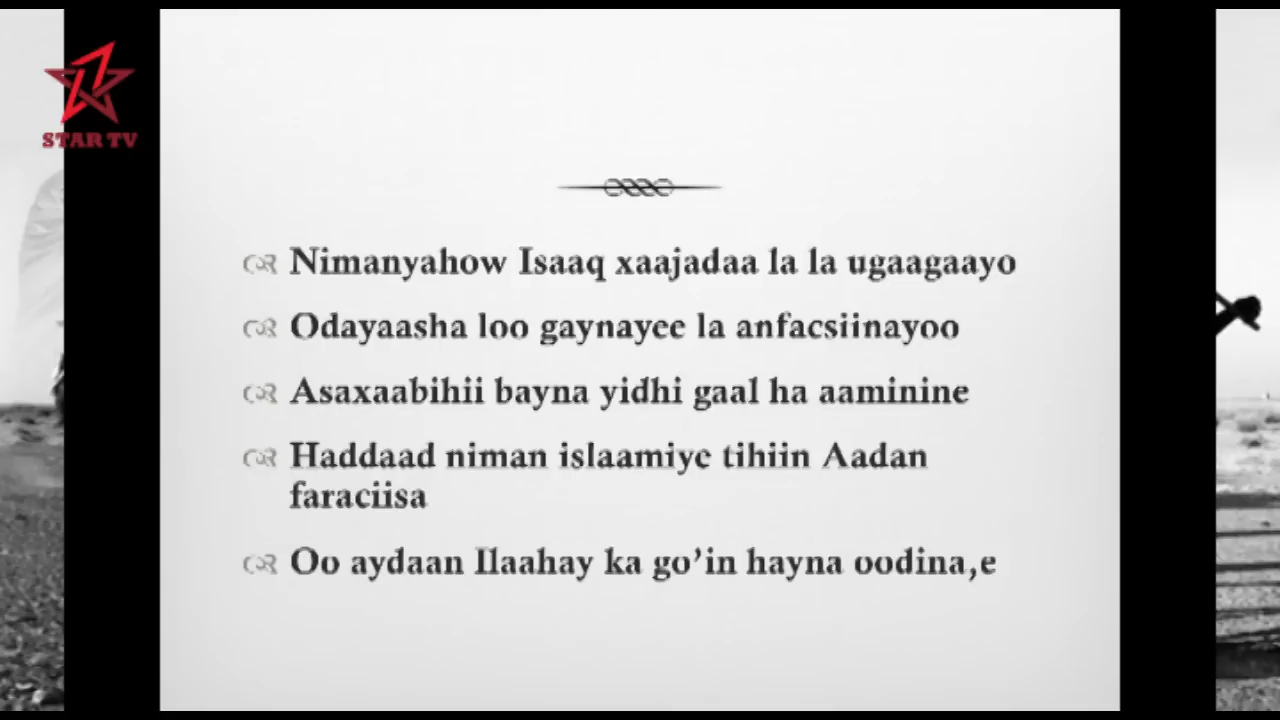 STAR TV
Nimanyahow Isaaq xaajadaa la la ugaagaayo
Odayaasha loo gaynayee la anfacsiinayoo
Asaxaabihii bayna yidhi gaal ha aaminine
Haddaad niman islaamiye tihiin Aadan
faraciisa
Oo aydaan Ilaahay ka go’in hayna oodina,e